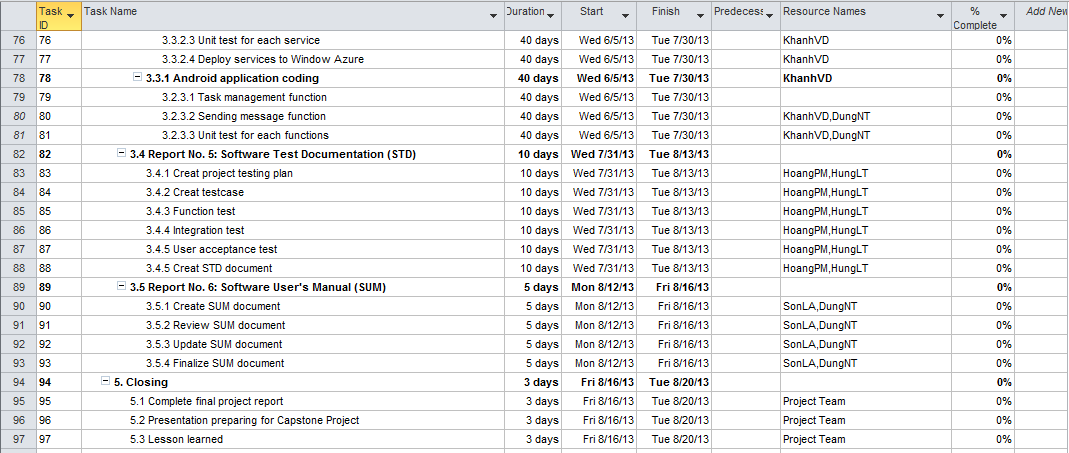 Task ID Task Name Duration Start Finish Predecess Resource Names % Complete Add New
76 76 3.3.2.3 Unit test for each service 40 days Wed 6/5/13 Tue 7/30/13 KhanhVD 0%
77 77 3.3.2.4 Deploy services to Window Azure 40 days Wed 6/5/13 Tue 7/30/13 KhanhVD 0%
78 78 3.3.1 Android application coding 40 days Wed 6/5/13 Tue 7/30/13 KhanhVD 0%
79 79 3.2.3.1 Task management function 40 days Wed 6/5/13 Tue 7/30/13 0%
80 80 3.2.3.2 Sending message function 40 days Wed 6/5/13 Tue 7/30/13 KhanhVD,DungNT 0%
81 81 3.2.3.3 Unit test for each functions 40 days Wed 6/5/13 Tue 7/30/13 KhanhVD,DungNT 0%
82 82 3.4 Report No. 5: Software Test Documentation (STD) 10 days Wed 7/31/13 Tue 8/13/13 0%
83 83 3.4.1 Creat project testing plan 10 days Wed 7/31/13 Tue 8/13/13 HoangPM,HungLT 0%
84 84 3.4.2 Creat testcase 10 days Wed 7/31/13 Tue 8/13/13 HoangPM,HungLT 0%
85 85 3.4.3 Function test 10 days Wed 7/31/13 Tue 8/13/13 HoangPM,HungLT 0%
86 86 3.4.4 Integration test 10 days Wed 7/31/13 Tue 8/13/13 HoangPM,HungLT 0%
87 87 3.4.5 User acceptance test 10 days Wed 7/31/13 Tue 8/13/13 HoangPM,HungLT 0%
88 88 3.4.5 Creat STD document 10 days Wed 7/31/13 Tue 8/13/13 HoangPM,HungLT 0%
89 89 3.5 Report No. 6: Software User's Manual (SUM) 5 days Mon 8/12/13 Fri 8/16/13 0%
90 90 3.5.1 Create SUM document 5 days Mon 8/12/13 Fri 8/16/13 SonLA,DungNT 0%
91 91 3.5.2 Review SUM document 5 days Mon 8/12/13 Fri 8/16/13 SonLA,DungNT 0%
92 92 3.5.3 Update SUM document 5 days Mon 8/12/13 Fri 8/16/13 SonLA,DungNT 0%
93 93 3.5.4 Finalize SUM document 5 days Mon 8/12/13 Fri 8/16/13 SonLA,DungNT 0%
94 94 5. Closing 3 days Fri 8/16/13 Tue 8/20/13 0%
95 95 5.1 Complete final project report 3 days Fri 8/16/13 Tue 8/20/13 Project Team 0%
96 96 5.2 Presentation preparing for Capstone Project 3 days Fri 8/16/13 Tue 8/20/13 Project Team 0%
97 97 5.3 Lesson learned 3 days Fri 8/16/13 Tue 8/20/13 Project Team 0%